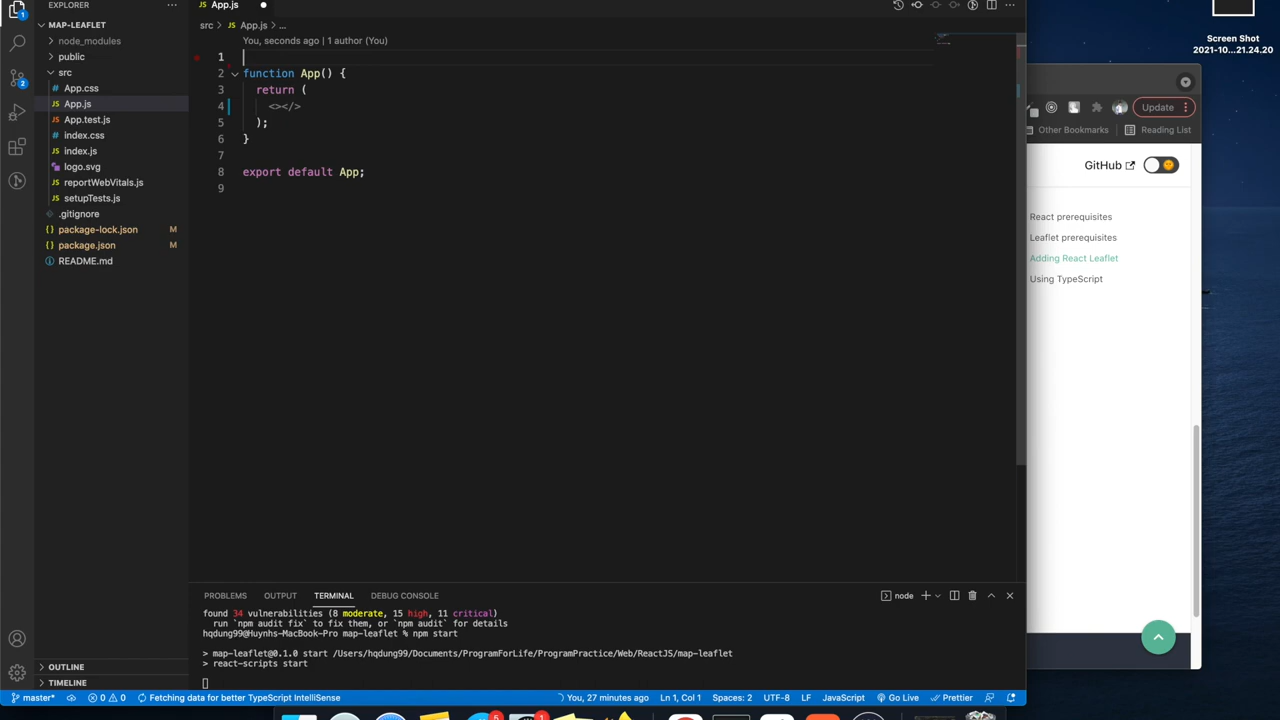 EXPLORER
MAP-LEAFLET
node_modules
public
src
App.css
App.js
App.test.js
index.css
index.js
logo.svg
reportWebVitals.js
setupTests.js
.gitignore
package-lock.json M
package.json M
README.md
OUTLINE
TIMELINE
App.js
src > App.js > ...
You, seconds ago | 1 author (You)
1
2 function App() {
3 return (
4 <></>
5 );
6 }
7
8 export default App;
9
PROBLEMS OUTPUT TERMINAL DEBUG CONSOLE
node
found 34 vulnerabilities (8 moderate, 15 high, 11 critical)
run `npm audit fix` to fix them, or `npm audit` for details
hqdung99@Huynhs-MacBook-Pro map-leaflet % npm start
> map-leaflet@0.1.0 start /Users/hqdung99/Documents/ProgramForLife/ProgramPractice/Web/ReactJS/map-leaflet
> react-scripts start
master* 0 0 Fetching data for better TypeScript IntelliSense You, 27 minutes ago Ln 1, Col 1 Spaces: 2 UTF-8 LF JavaScript Go Live Prettier
Screen Shot
2021-10...21.24.20
Update
Other Bookmarks Reading List
GitHub
React prerequisites
Leaflet prerequisites
Adding React Leaflet
Using TypeScript
1
2
5
1